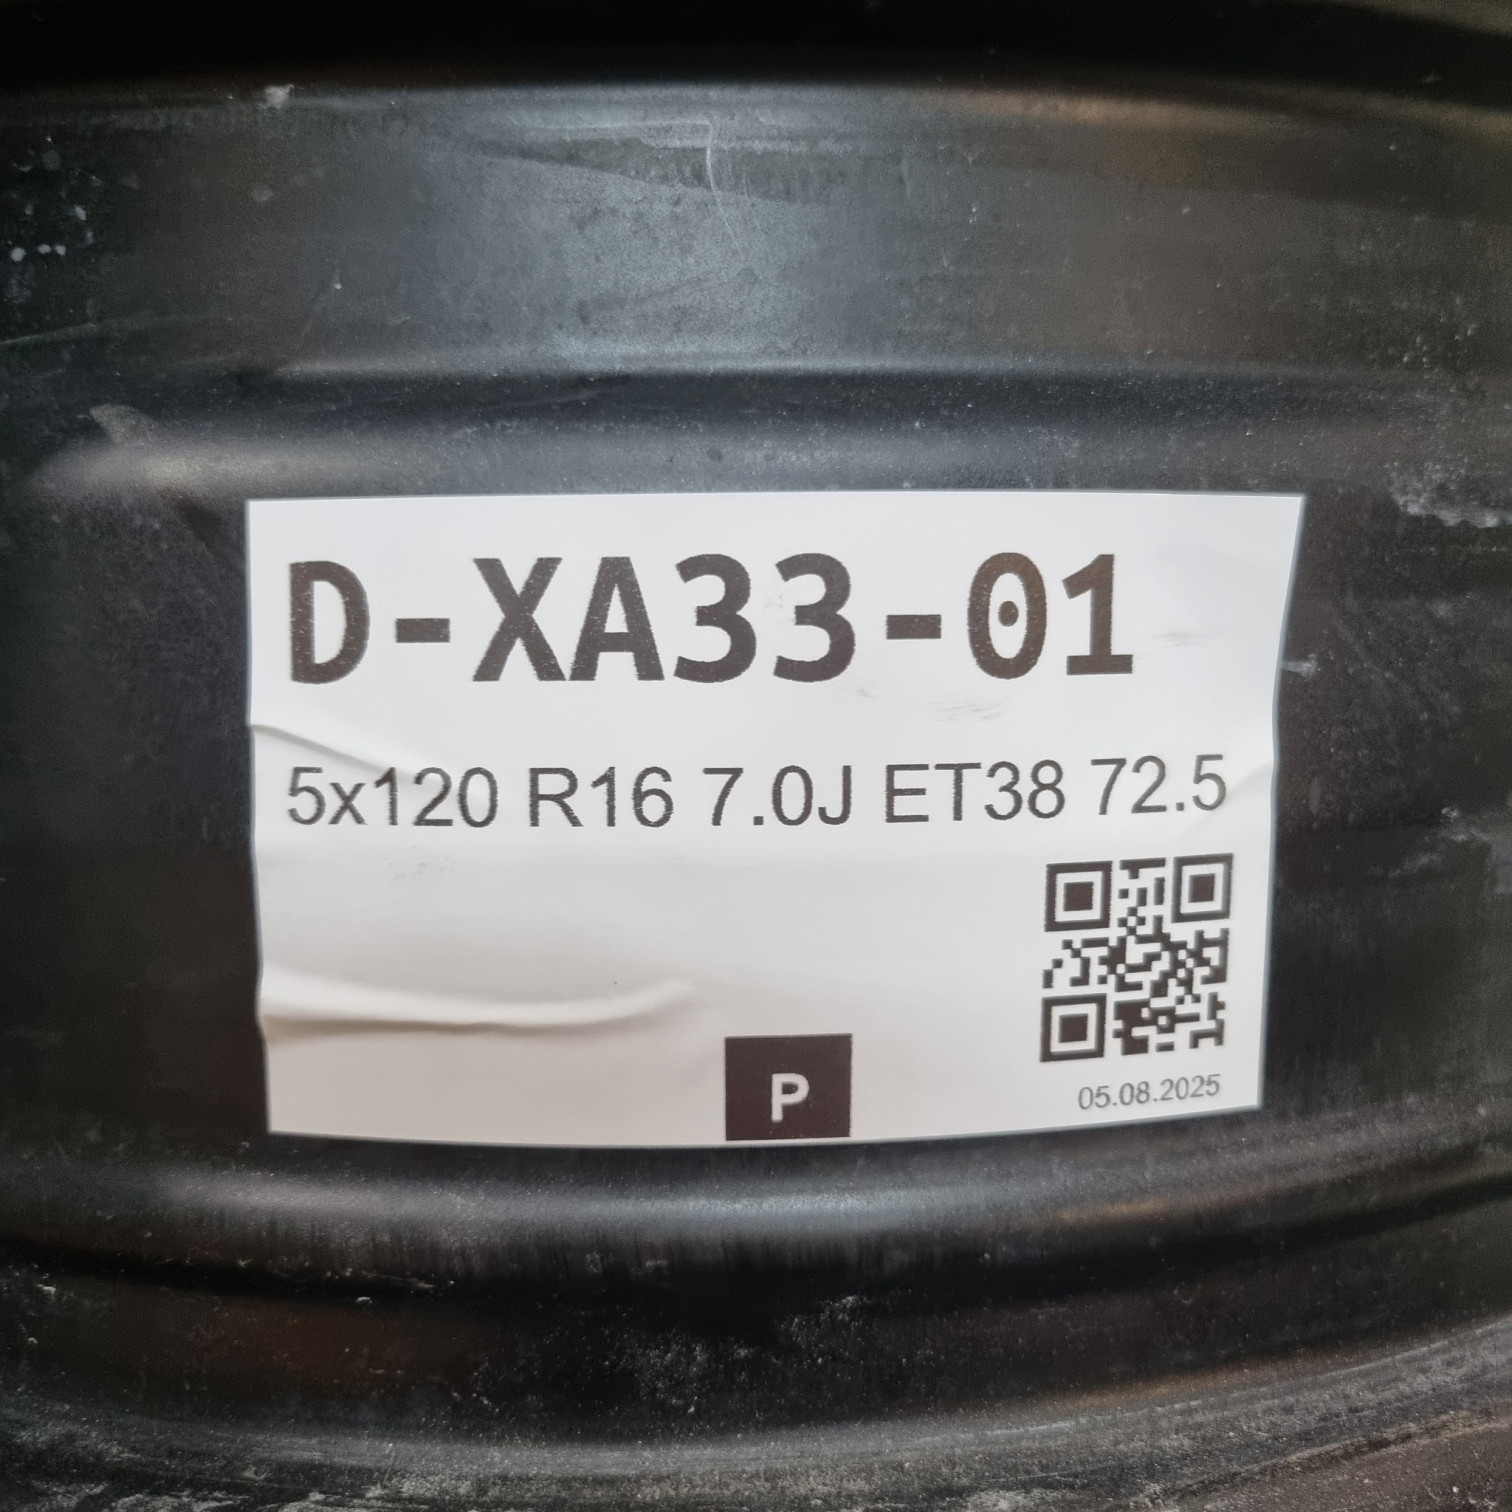 D-XA33-01
5x120 R16 7.0J ET38 72.5
P
05.08.2025